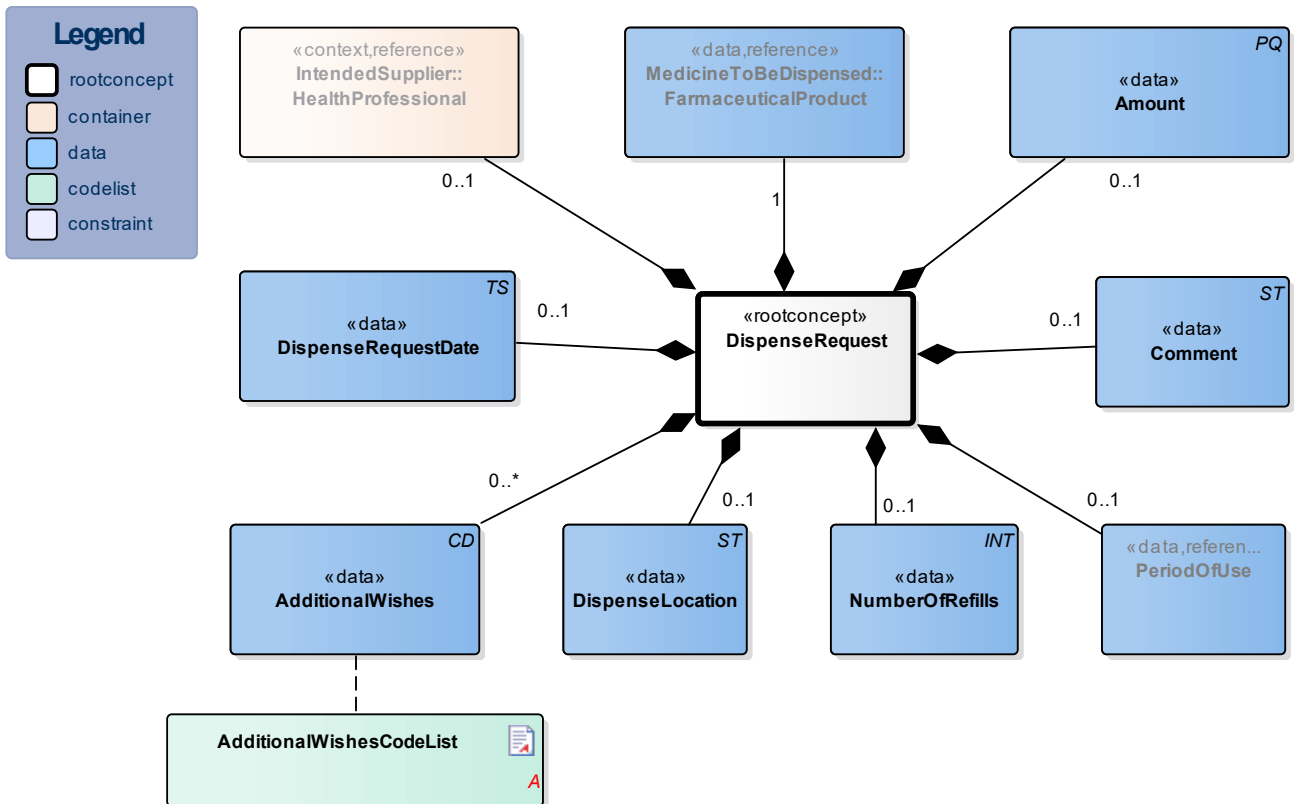 Legend
rootconcept
container
data
codelist
constraint
«context,reference»
IntendedSupplier::
HealthProfessional
0..1
«data,reference»
MedicineToBeDispensed::
FarmaceuticalProduct
1
PQ
«data»
Amount
0..1
TS
«data»
DispenseRequestDate
0..1
«rootconcept»
DispenseRequest
ST
«data»
Comment
0..1
0..*
CD
«data»
AdditionalWishes
0..1
ST
«data»
DispenseLocation
0..1
INT
«data»
NumberOfRefills
0..1
«data,referen...
PeriodOfUse
AdditionalWishesCodeList
A